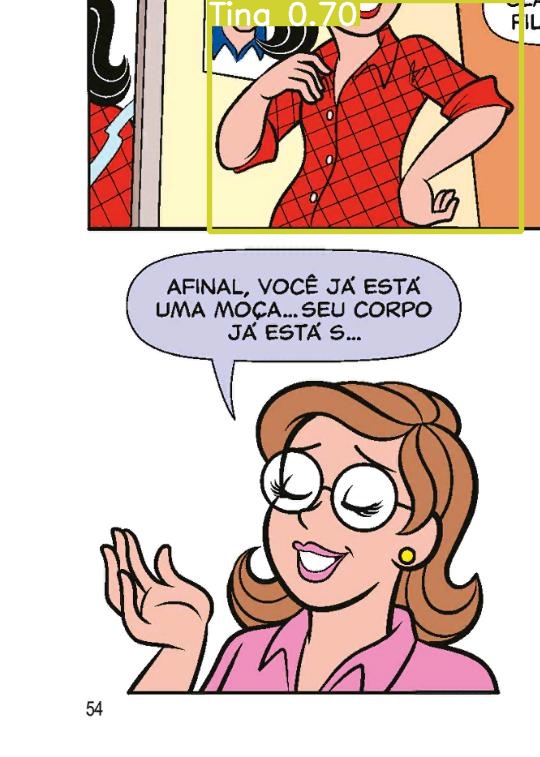 Tina 0.70
AFINAL, VOCÊ JÁ ESTÁ
UMA MOÇA... SEU CORPO
JÁ ESTÁ S...
54